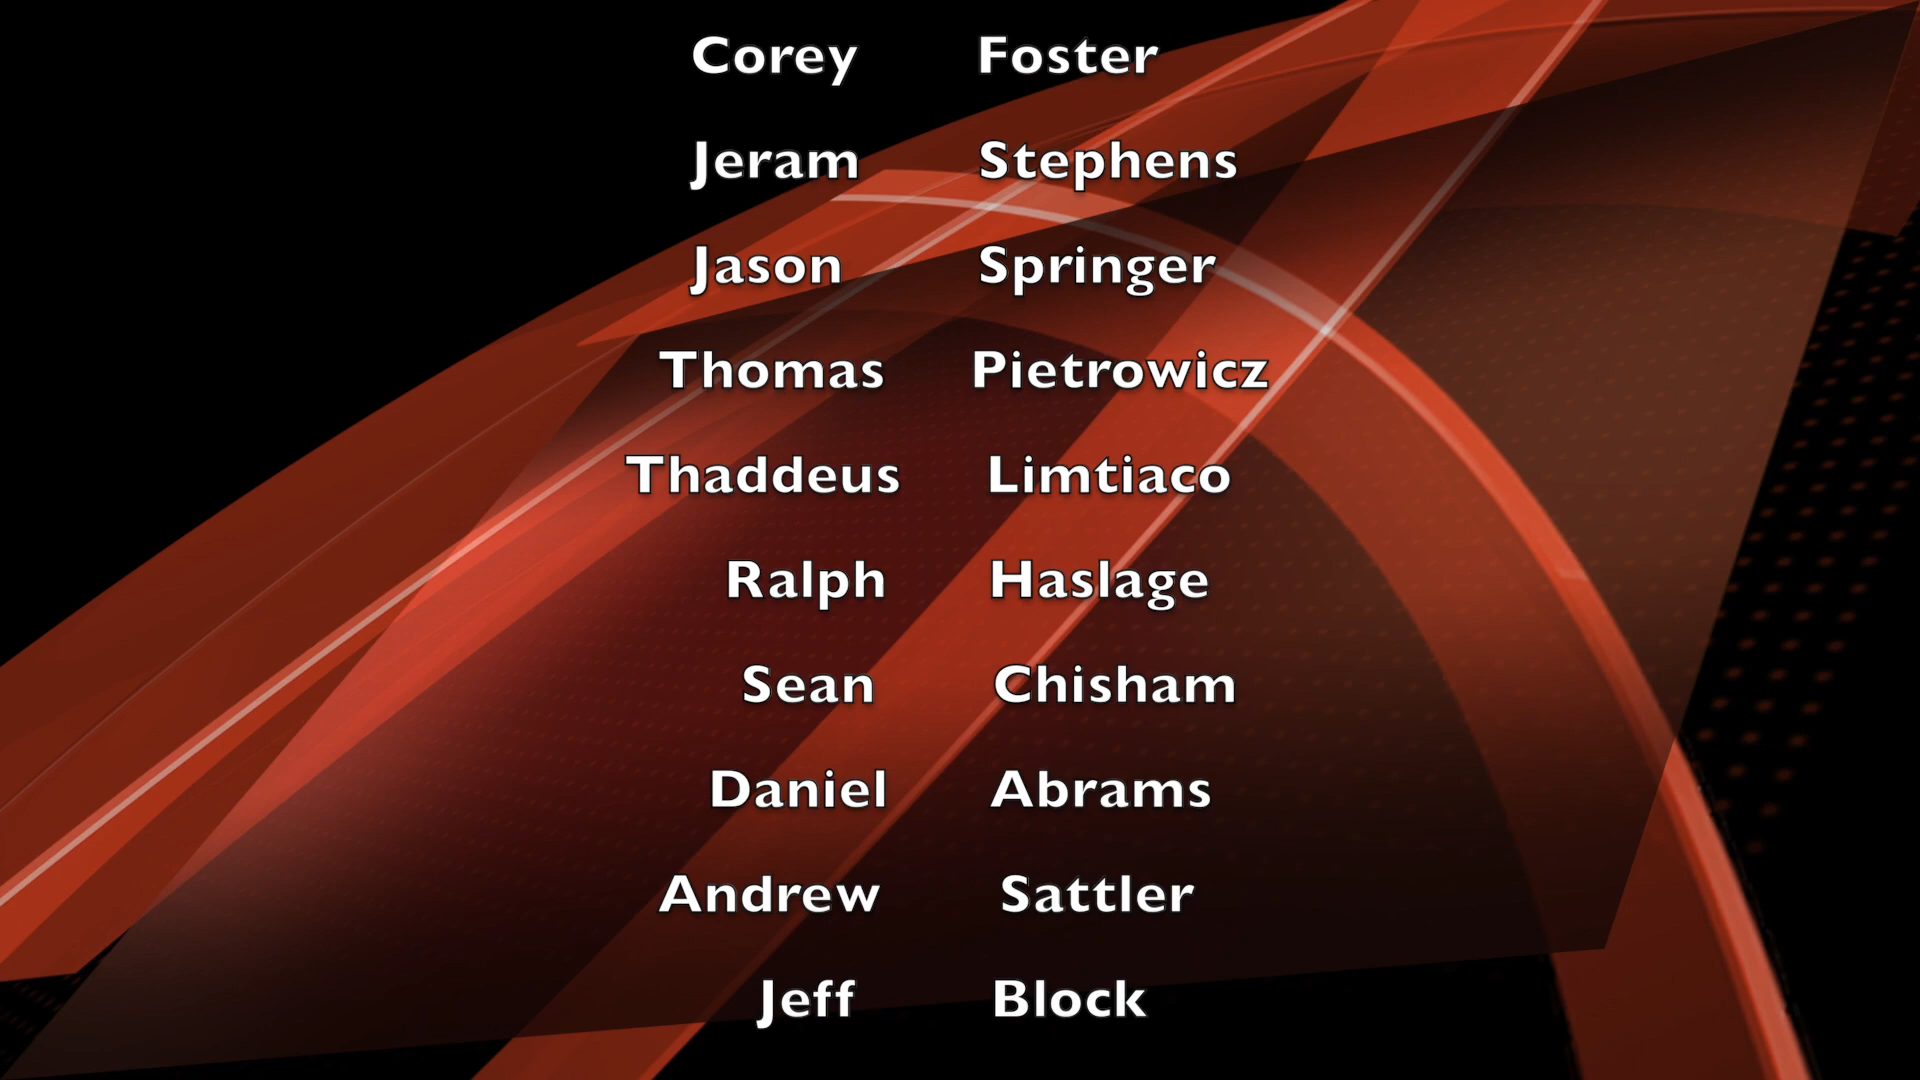 Corey Foster
Jeram Stephens
Jason Springer
Thomas Pietrowicz
Thaddeus Limtiaco
Ralph Haslage
Sean Chisham
Daniel Abrams
Andrew Sattler
Jeff Block